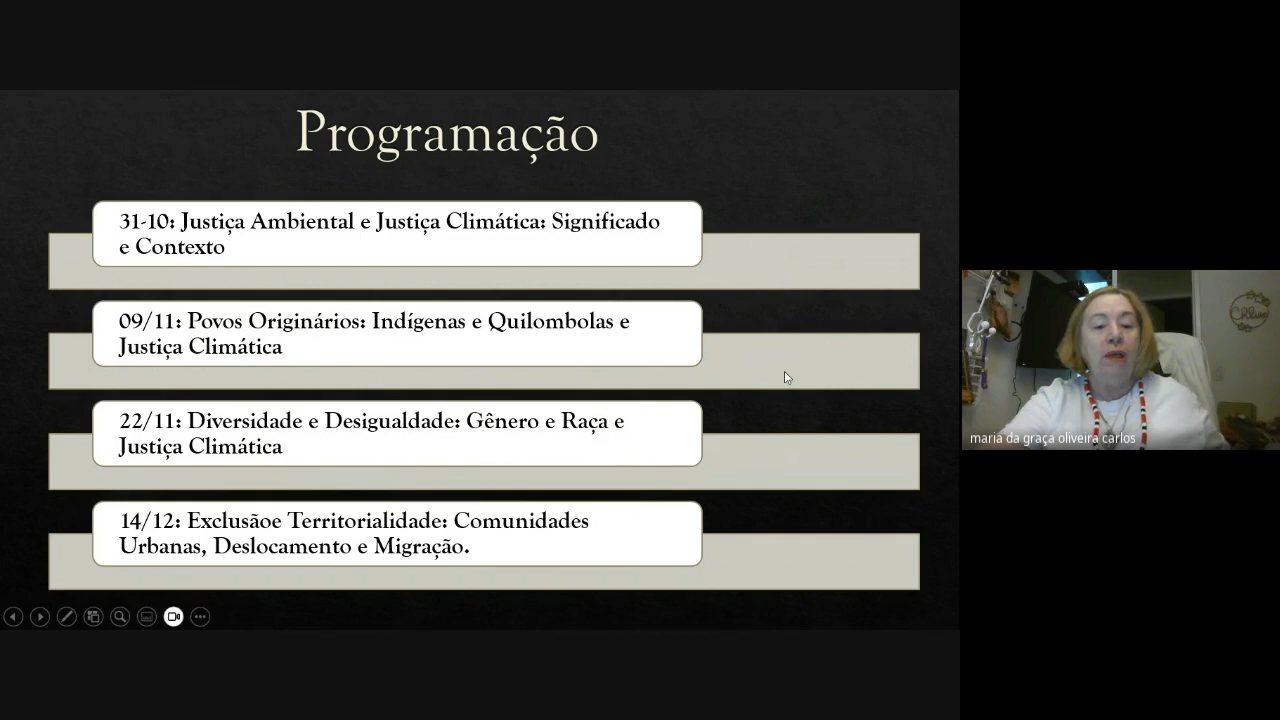 Programação
31-10: Justiça Ambiental e Justiça Climática: Significado
e Contexto
09/11: Povos Originários: Indígenas e Quilombolas e
Justiça Climática
22/11: Diversidade e Desigualdade: Gênero e Raça e
Justiça Climática
14/12: Exclusãoe Territorialidade: Comunidades
Urbanas, Deslocamento e Migração.
maria da graça oliveira carlos